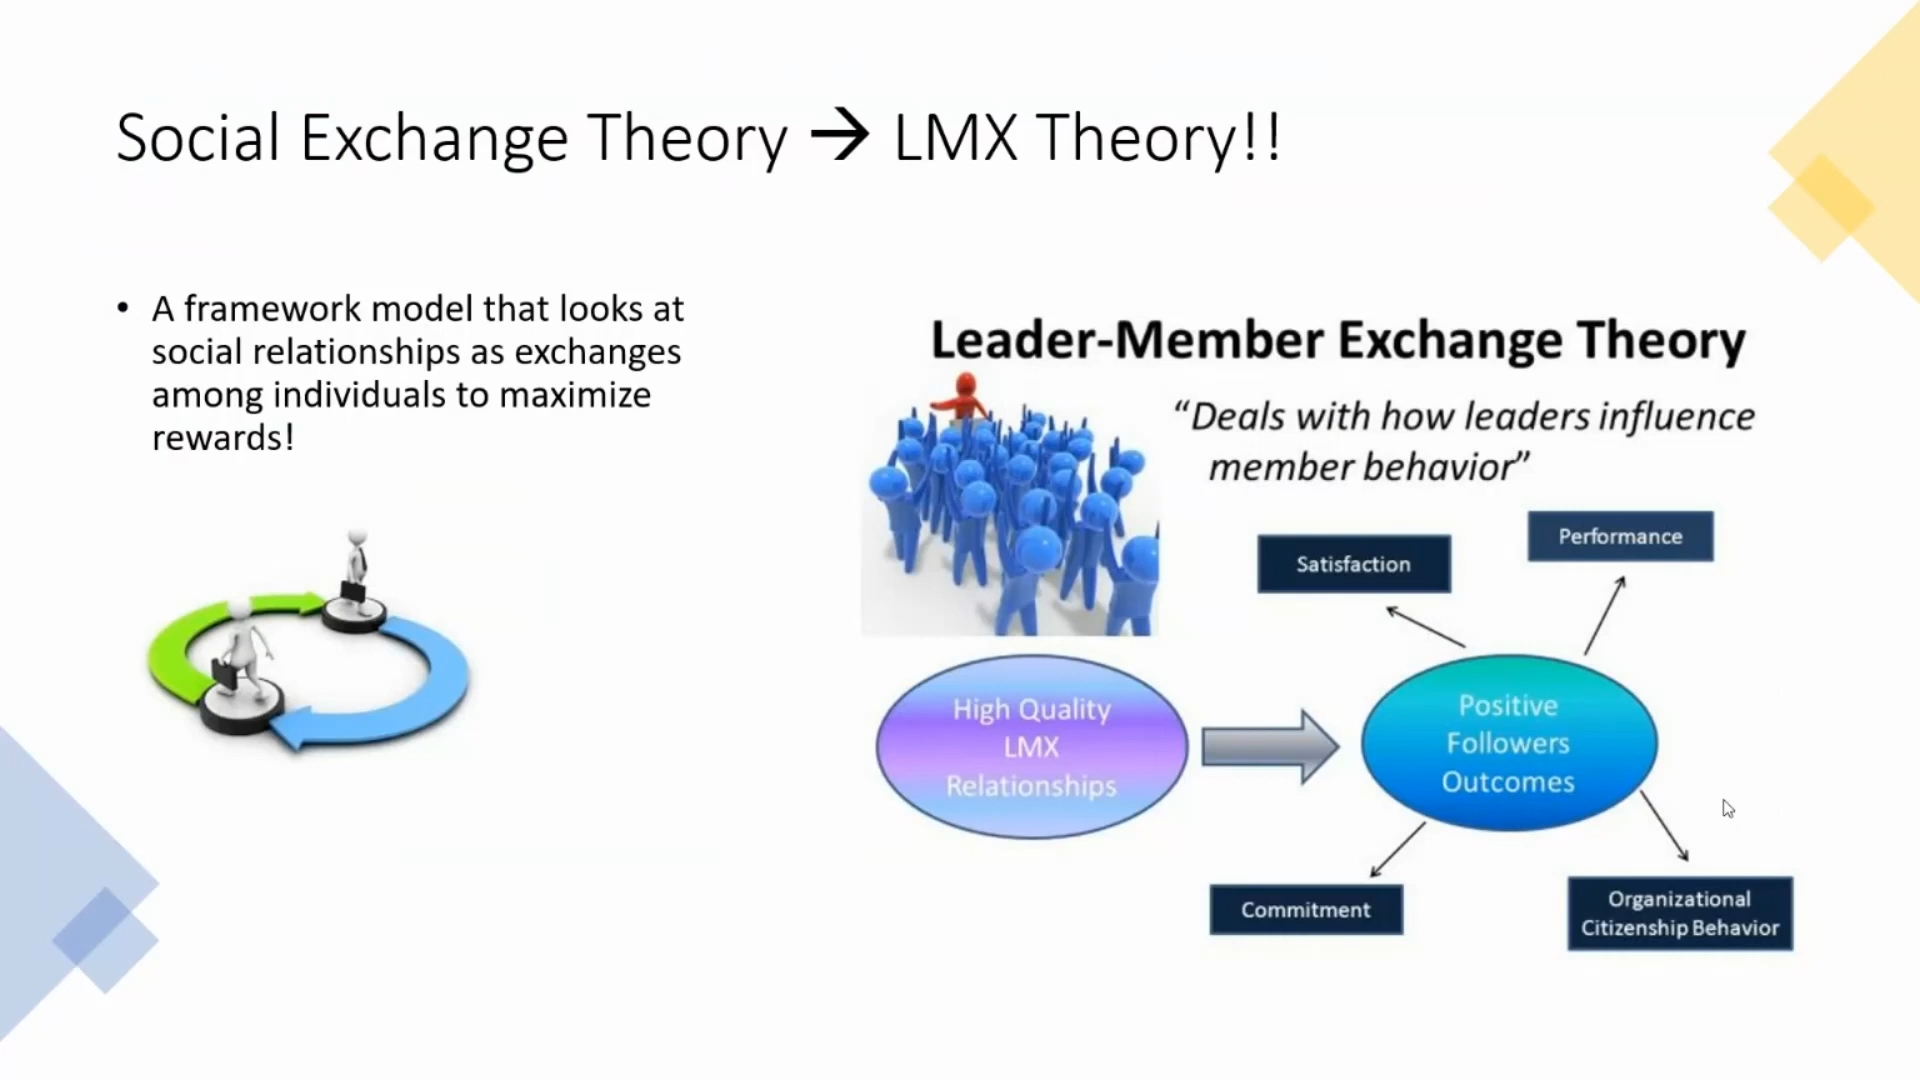 Social Exchange Theory → LMX Theory!!
• A framework model that looks at
social relationships as exchanges
among individuals to maximize
rewards!
Leader-Member Exchange Theory
“Deals with how leaders influence
member behavior”
Satisfaction
Performance
High Quality
LMX
Relationships
Positive
Followers
Outcomes
Commitment
Organizational
Citizenship Behavior